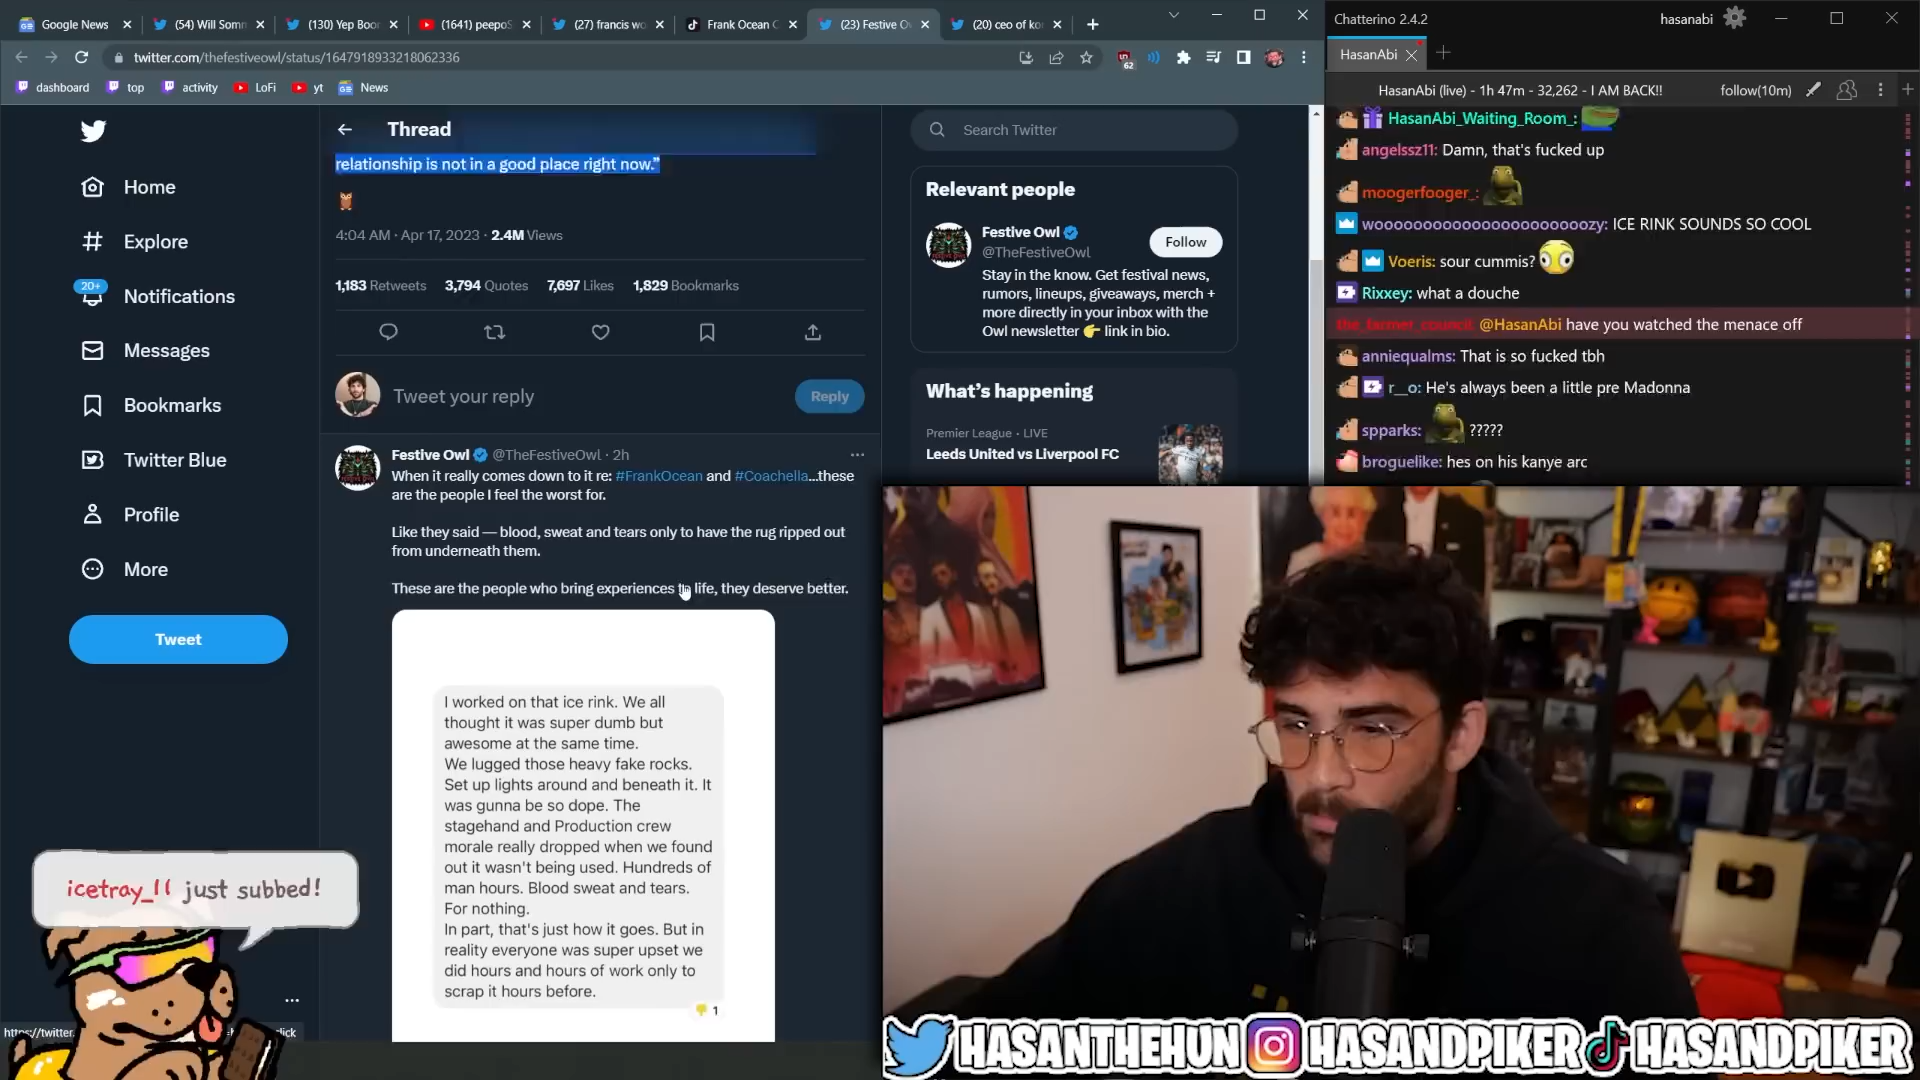 Google News
(54) Will Somm
(130) Yep Boor
(1641) peepoS
(27) francis wo
Frank Ocean C
(23) Festive O
(20) ceo of ko
twitter.com/thefestiveowl/status/1647918933218062336
62
dashboard
top
activity
LoFi
yt
News
Home
Explore
20+
Notifications
Messages
Bookmarks
Twitter Blue
Profile
More
Tweet
Thread
relationship is not in a good place right now.”
4:04 AM · Apr 17, 2023 · 2.4M Views
1,183 Retweets 3,794 Quotes 7,697 Likes 1,829 Bookmarks
Tweet your reply
Reply
Festive Owl @TheFestiveOwl · 2h
When it really comes down to it re: #FrankOcean and #Coachella...these
are the people I feel the worst for.
Like they said — blood, sweat and tears only to have the rug ripped out
from underneath them.
These are the people who bring experiences to life, they deserve better.
I worked on that ice rink. We all
thought it was super dumb but
awesome at the same time.
We lugged those heavy fake rocks.
Set up lights around and beneath it. It
was gunna be so dope. The
stagehand and Production crew
morale really dropped when we found
out it wasn't being used. Hundreds of
man hours. Blood sweat and tears.
For nothing.
In part, that's just how it goes. But in
reality everyone was super upset we
did hours and hours of work only to
scrap it hours before.
1
Search Twitter
Relevant people
Festive Owl
@TheFestiveOwl
Follow
Stay in the know. Get festival news,
rumors, lineups, giveaways, merch +
more directly in your inbox with the
Owl newsletter 👉 link in bio.
What’s happening
Premier League · LIVE
Leeds United vs Liverpool FC
Chatterino 2.4.2
hasanabi
HasanAbi
HasanAbi (live) - 1h 47m - 32,262 - I AM BACK!!
follow(10m)
HasanAbi_Waiting_Room_:
angelssz11: Damn, that's fucked up
moogerfooger_:
woooooooooooooooooooooozy: ICE RINK SOUNDS SO COOL
Voeris: sour cummis?
Rixxey: what a douche
the_farmer_council: @HasanAbi have you watched the menace off
anniequalms: That is so fucked tbh
r__o: He's always been a little pre Madonna
spparks: ?????
broguelike: hes on his kanye arc
icetray_11 just subbed!
https://twitter.
click
HASANTHEHUN HASANDPIKER HASANDPIKER